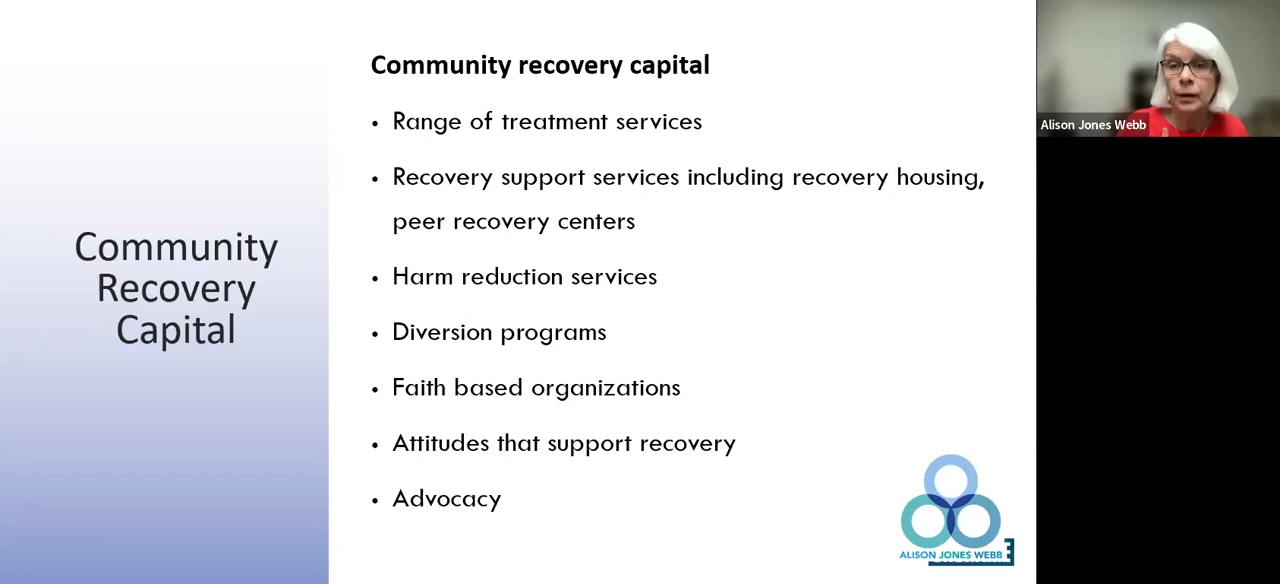 Community
Recovery
Capital
Community recovery capital
• Range of treatment services
• Recovery support services including recovery housing,
peer recovery centers
• Harm reduction services
• Diversion programs
• Faith based organizations
• Attitudes that support recovery
• Advocacy
ALISON JONES WEBB
Alison Jones Webb